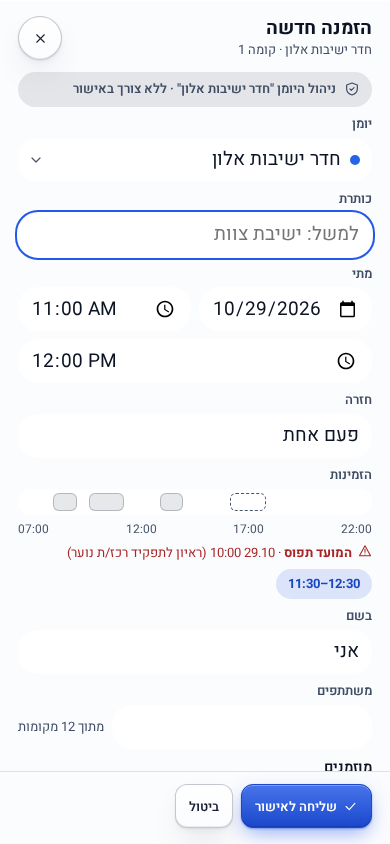 הזמנה חדשה
חדר ישיבות אלון · קומה 1
ניהול היומן "חדר ישיבות אלון" · ללא צורך באישור
יומן
חדר ישיבות אלון
כותרת
למשל: ישיבת צוות
מתי
10/29/2026
11:00 AM
12:00 PM
חזרה
פעם אחת
הזמינות
07:00 12:00 17:00 22:00
המועד תפוס · 29.10 10:00 (ראיון לתפקיד רכז/ת נוער)
11:30–12:30
בשם
אני
משתתפים
מתוך 12 מקומות
מוזמנים
שליחה לאישור
ביטול